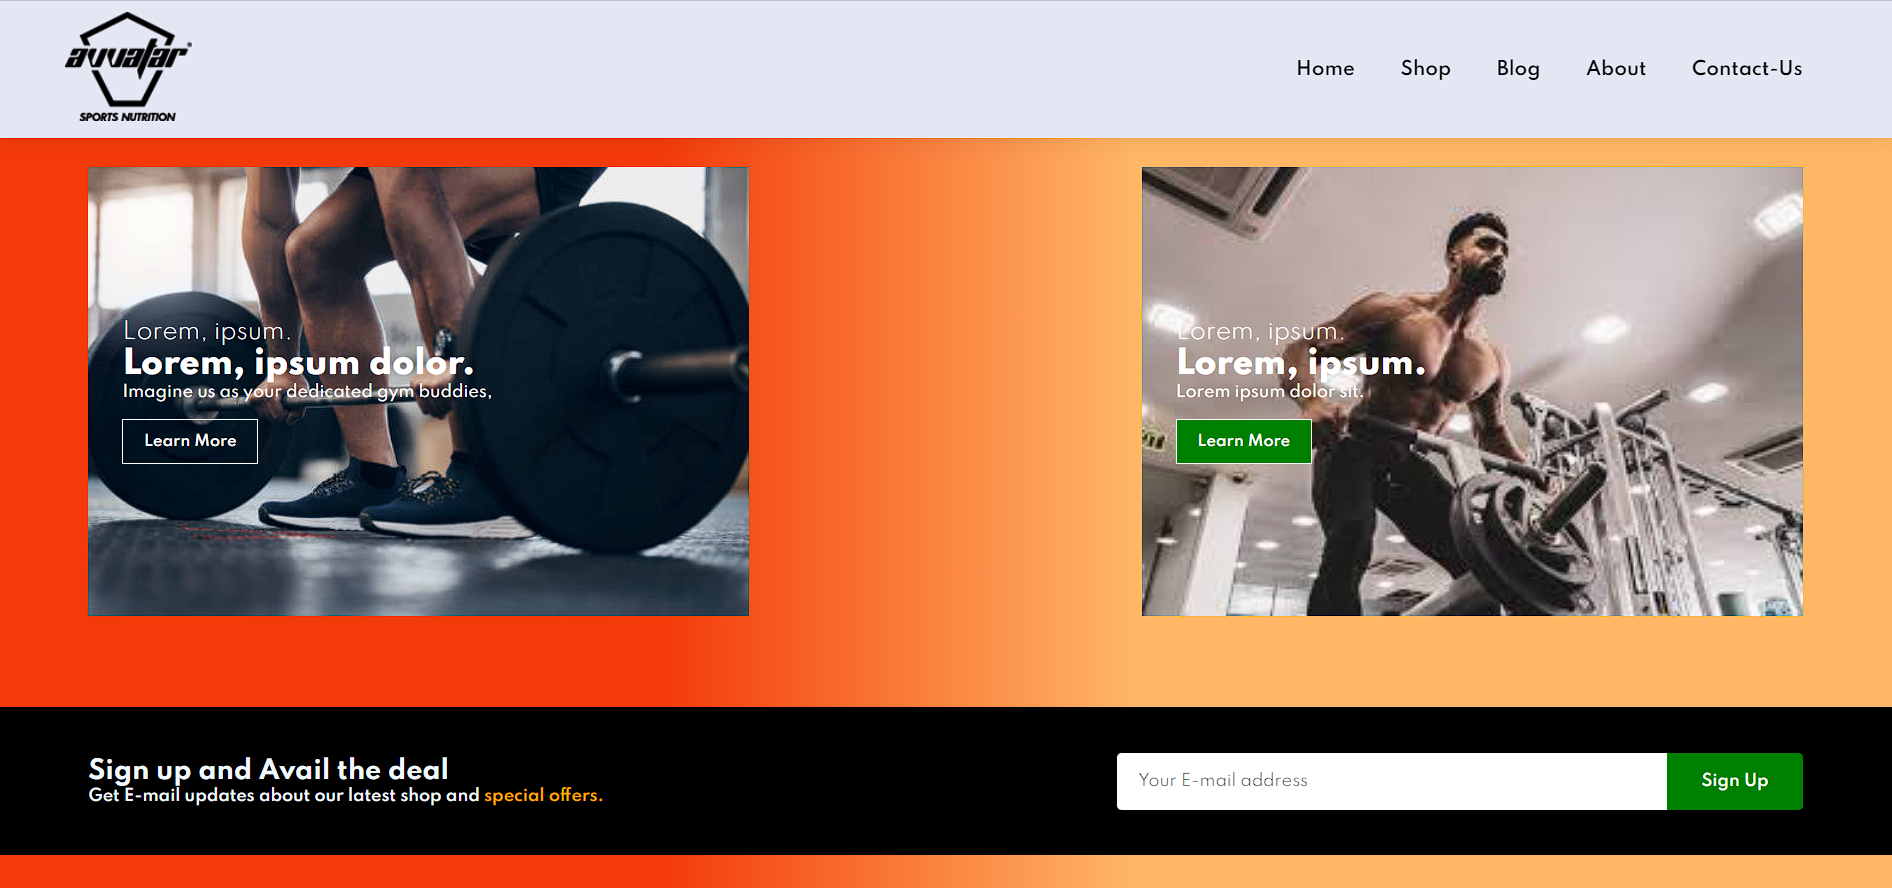 avvatar®
SPORTS NUTRITION
Home Shop Blog About Contact-Us
Lorem, ipsum.
Lorem, ipsum dolor.
Imagine us as your dedicated gym buddies,
Learn More
Lorem, ipsum.
Lorem, ipsum.
Lorem ipsum dolor sit.
Learn More
Sign up and Avail the deal
Get E-mail updates about our latest shop and special offers.
Your E-mail address
Sign Up